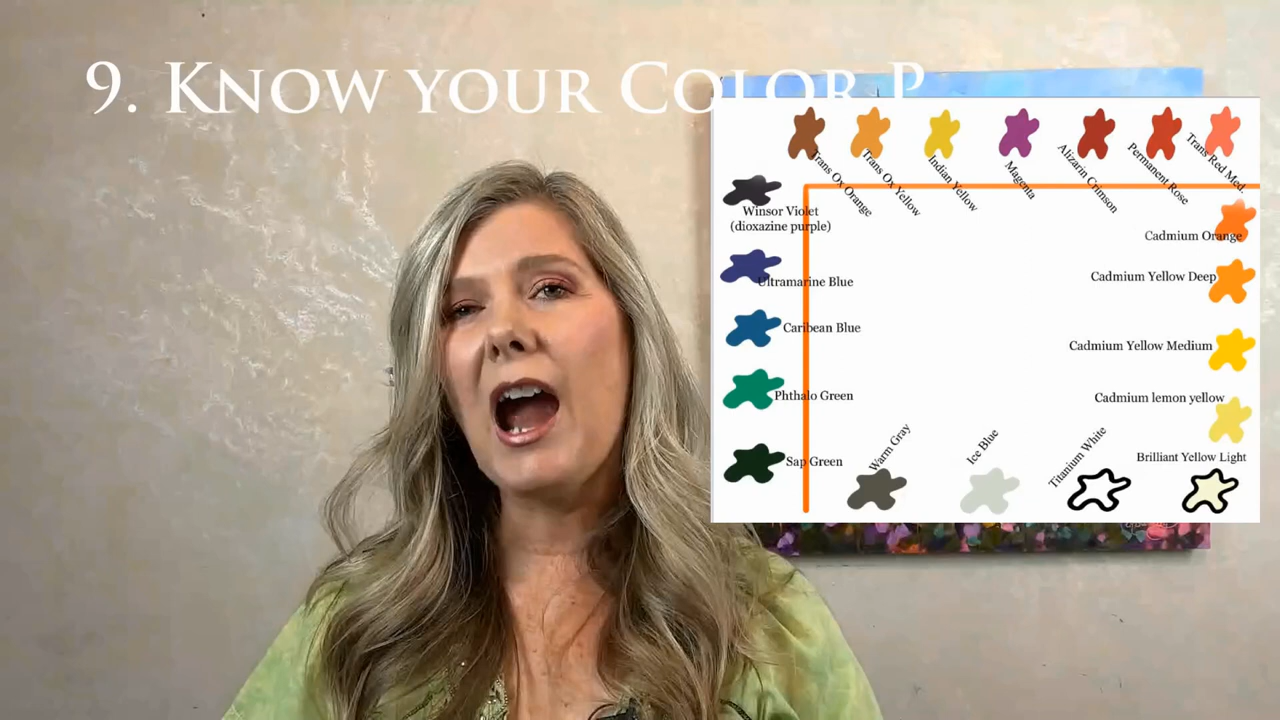 9. Know your Color P
Trans Ox Orange
Trans Ox Yellow
Indian Yellow
Magenta
Alizarin Crimson
Permanent Rose
Trans Red Med.
Winsor Violet
(dioxazine purple)
Cadmium Orange
Ultramarine Blue
Cadmium Yellow Deep
Caribean Blue
Cadmium Yellow Medium
Phthalo Green
Cadmium lemon yellow
Sap Green
Warm Gray
Ice Blue
Titanium White
Brilliant Yellow Light